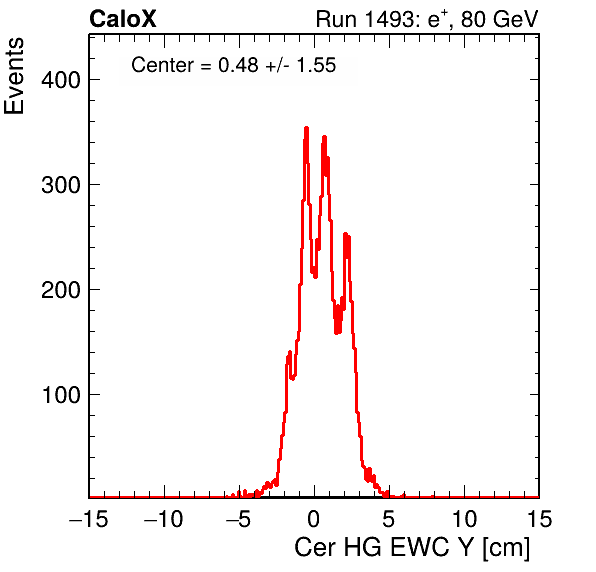 CaloX Run 1493: e⁺, 80 GeV
Events
Center = 0.48 +/- 1.55
400
300
200
100
−15 −10 −5 0 5 10 15
Cer HG EWC Y [cm]